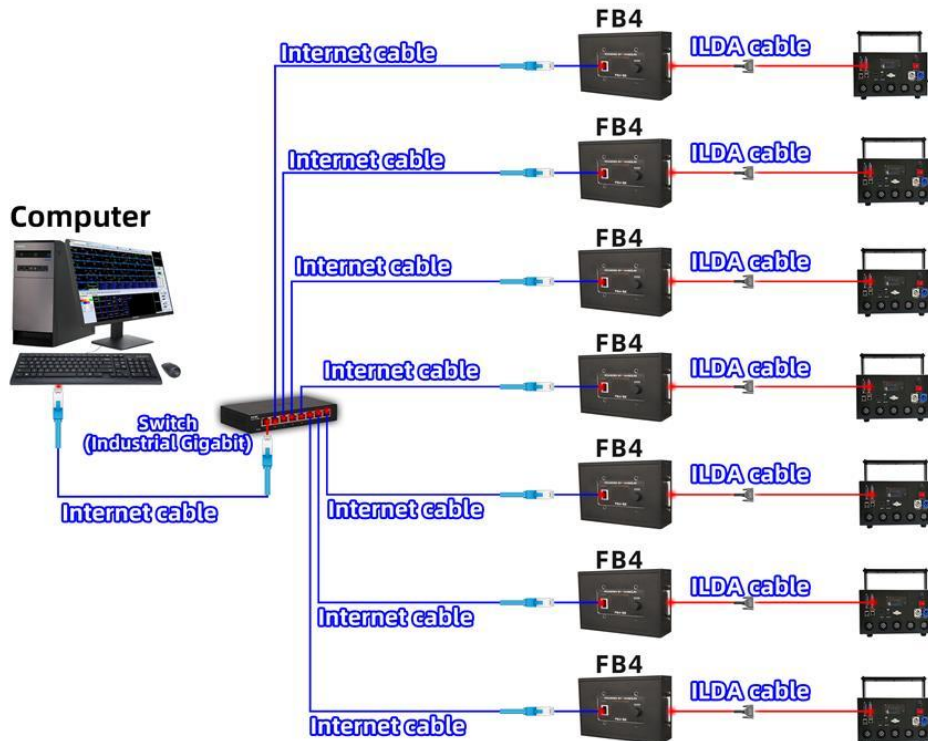 FB4
Internet cable
ILDA cable
FB4
Internet cable
ILDA cable
Computer
FB4
Internet cable
ILDA cable
FB4
Internet cable
ILDA cable
Switch
(Industrial Gigabit)
Internet cable
FB4
Internet cable
ILDA cable
FB4
Internet cable
ILDA cable
FB4
Internet cable
ILDA cable